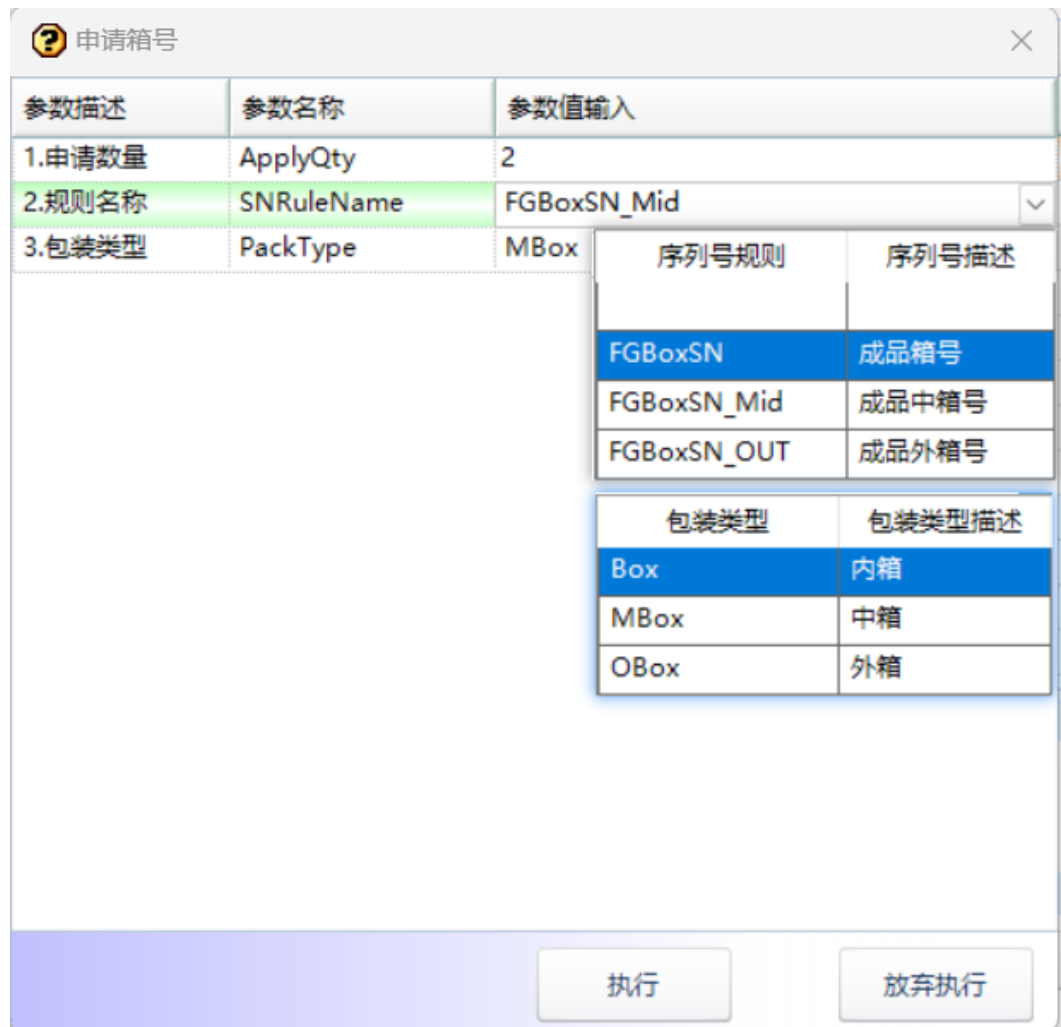 申请箱号
参数描述 参数名称 参数值输入
1.申请数量 ApplyQty 2
2.规则名称 SNRuleName FGBoxSN_Mid
3.包装类型 PackType MBox
序列号规则 序列号描述
FGBoxSN 成品箱号
FGBoxSN_Mid 成品中箱号
FGBoxSN_OUT 成品外箱号
包装类型 包装类型描述
Box 内箱
MBox 中箱
OBox 外箱
执行 放弃执行